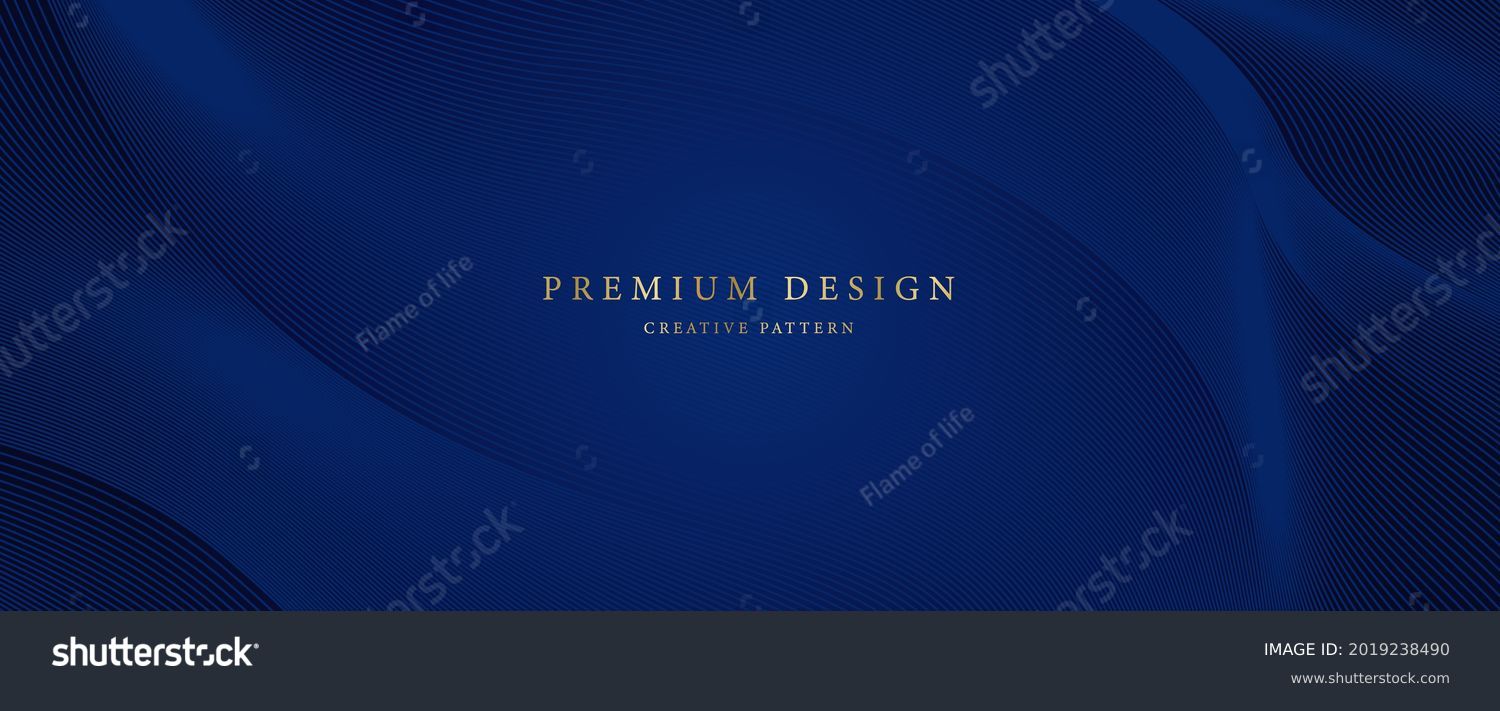 shutterstock
shutterstock
Flame of life
PREMIUM DESIGN
CREATIVE PATTERN
shutterstock
Flame of life
shutterstock
shutterstock
shutterstock
IMAGE ID: 2019238490
www.shutterstock.com